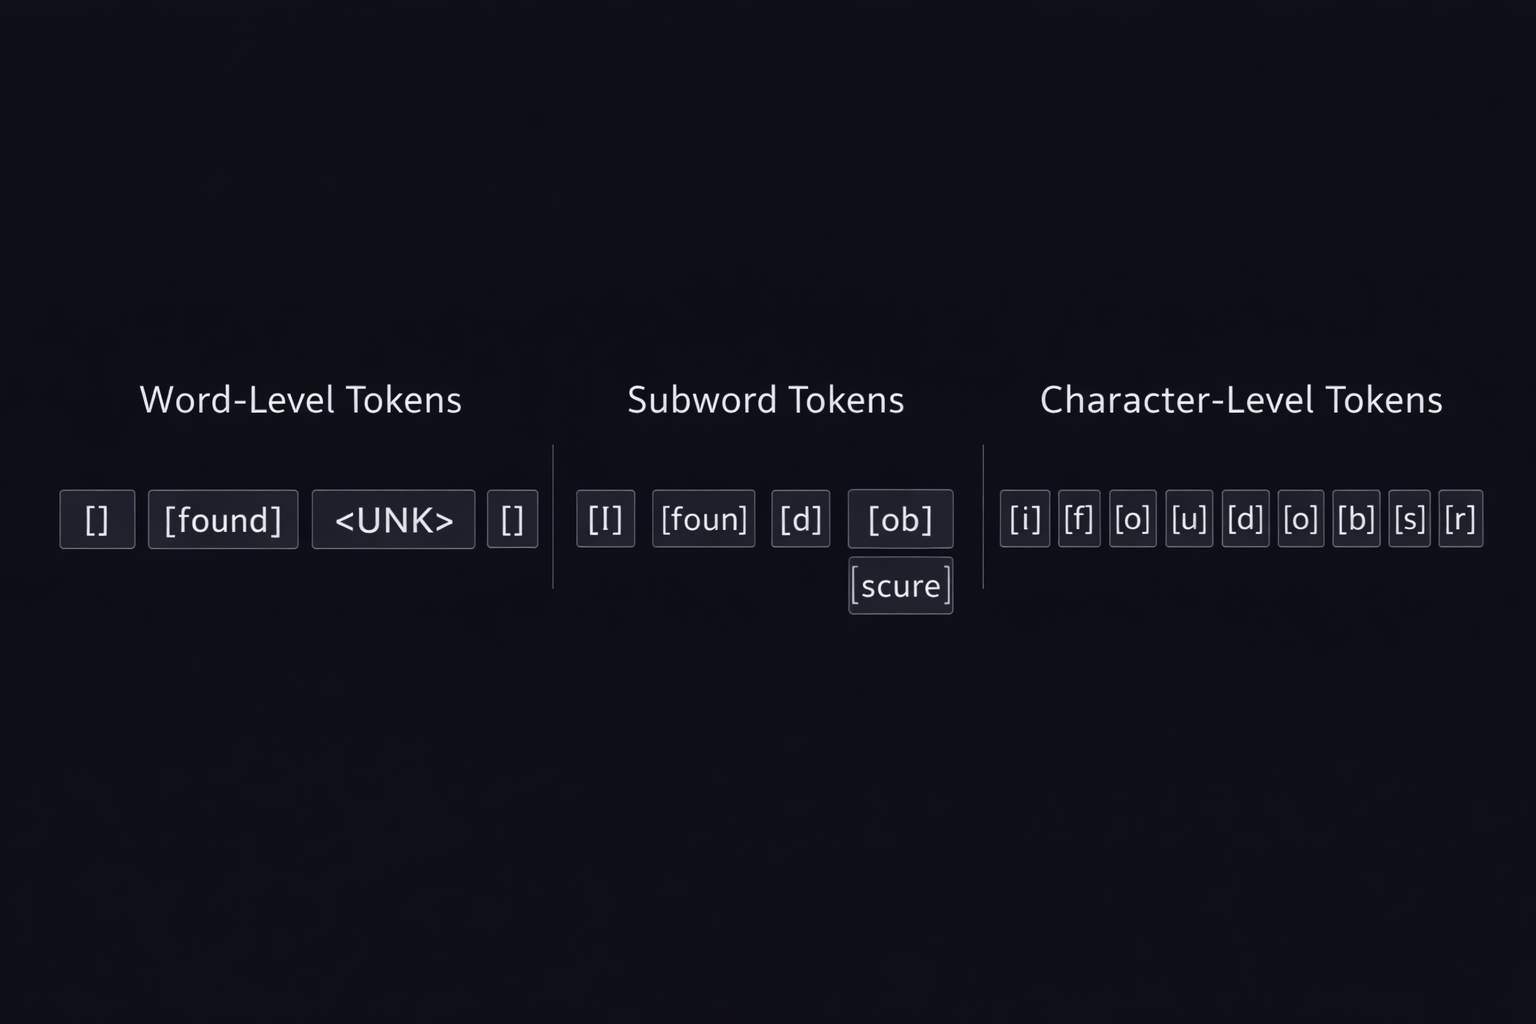 Word-Level Tokens
[] [found] <UNK> []
Subword Tokens
[I] [foun] [d] [ob]
[scure]
Character-Level Tokens
[i] [f] [o] [u] [d] [o] [b] [s] [r]